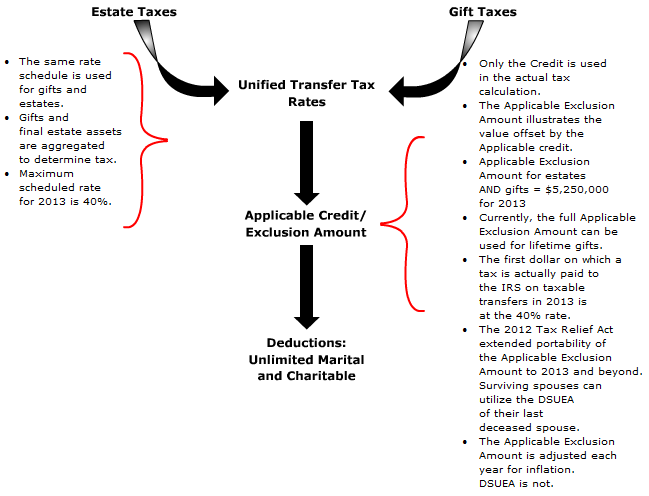 Estate Taxes
Gift Taxes
• The same rate
schedule is used
for gifts and
estates.
• Gifts and
final estate assets
are aggregated
to determine tax.
• Maximum
scheduled rate
for 2013 is 40%.
Unified Transfer Tax
Rates
Applicable Credit/
Exclusion Amount
Deductions:
Unlimited Marital
and Charitable
• Only the Credit is used
in the actual tax
calculation.
• The Applicable Exclusion
Amount illustrates the
value offset by the
Applicable credit.
• Applicable Exclusion
Amount for estates
AND gifts = $5,250,000
for 2013
• Currently, the full Applicable
Exclusion Amount can be
used for lifetime gifts.
• The first dollar on which a
tax is actually paid to
the IRS on taxable
transfers in 2013 is
at the 40% rate.
• The 2012 Tax Relief Act
extended portability of
the Applicable Exclusion
Amount to 2013 and beyond.
Surviving spouses can
utilize the DSUEA
of their last
deceased spouse.
• The Applicable Exclusion
Amount is adjusted each
year for inflation.
DSUEA is not.